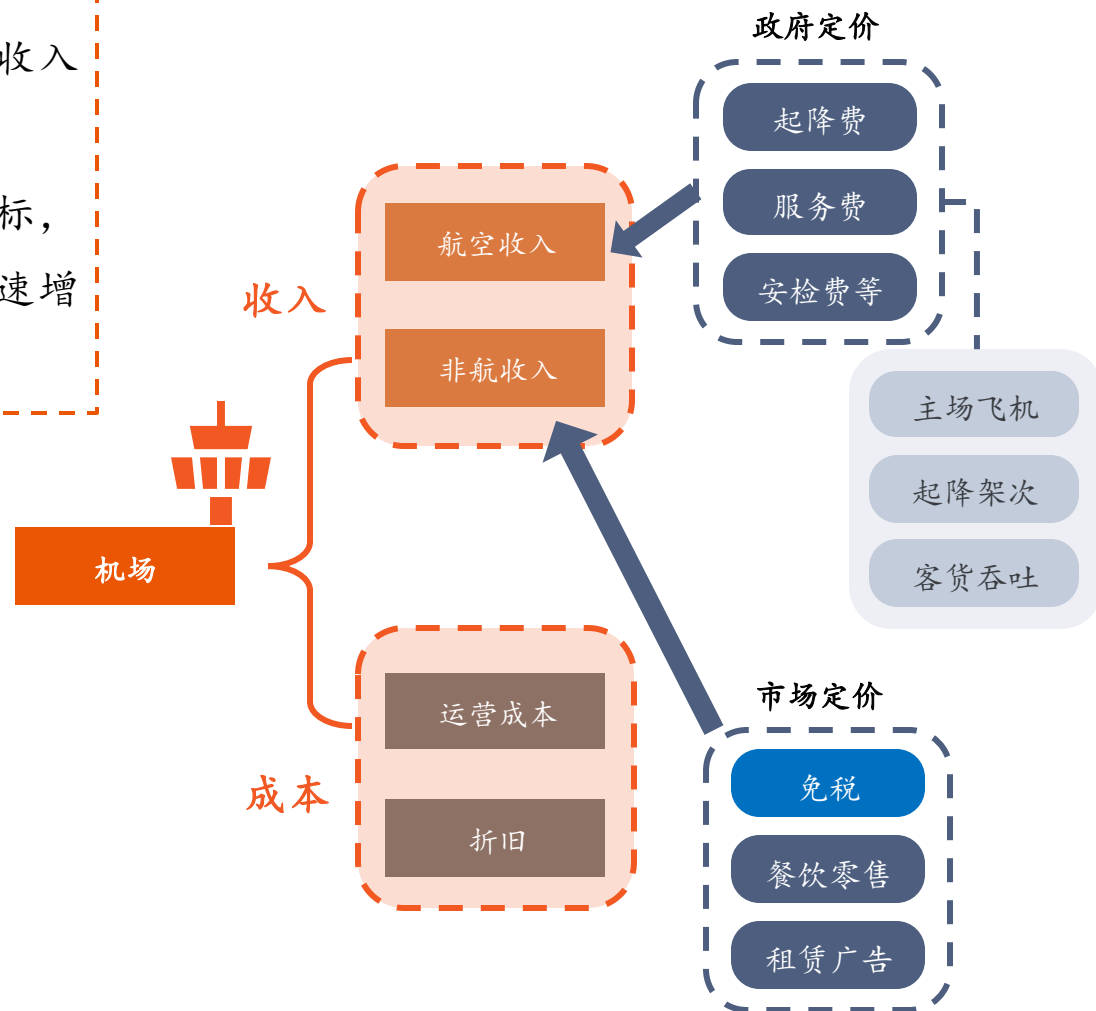 收入
标，
速增
政府定价
起降费
服务费
安检费等
航空收入
非航收入
收入
主场飞机
起降架次
客货吞吐
机场
运营成本
折旧
成本
市场定价
免税
餐饮零售
租赁广告